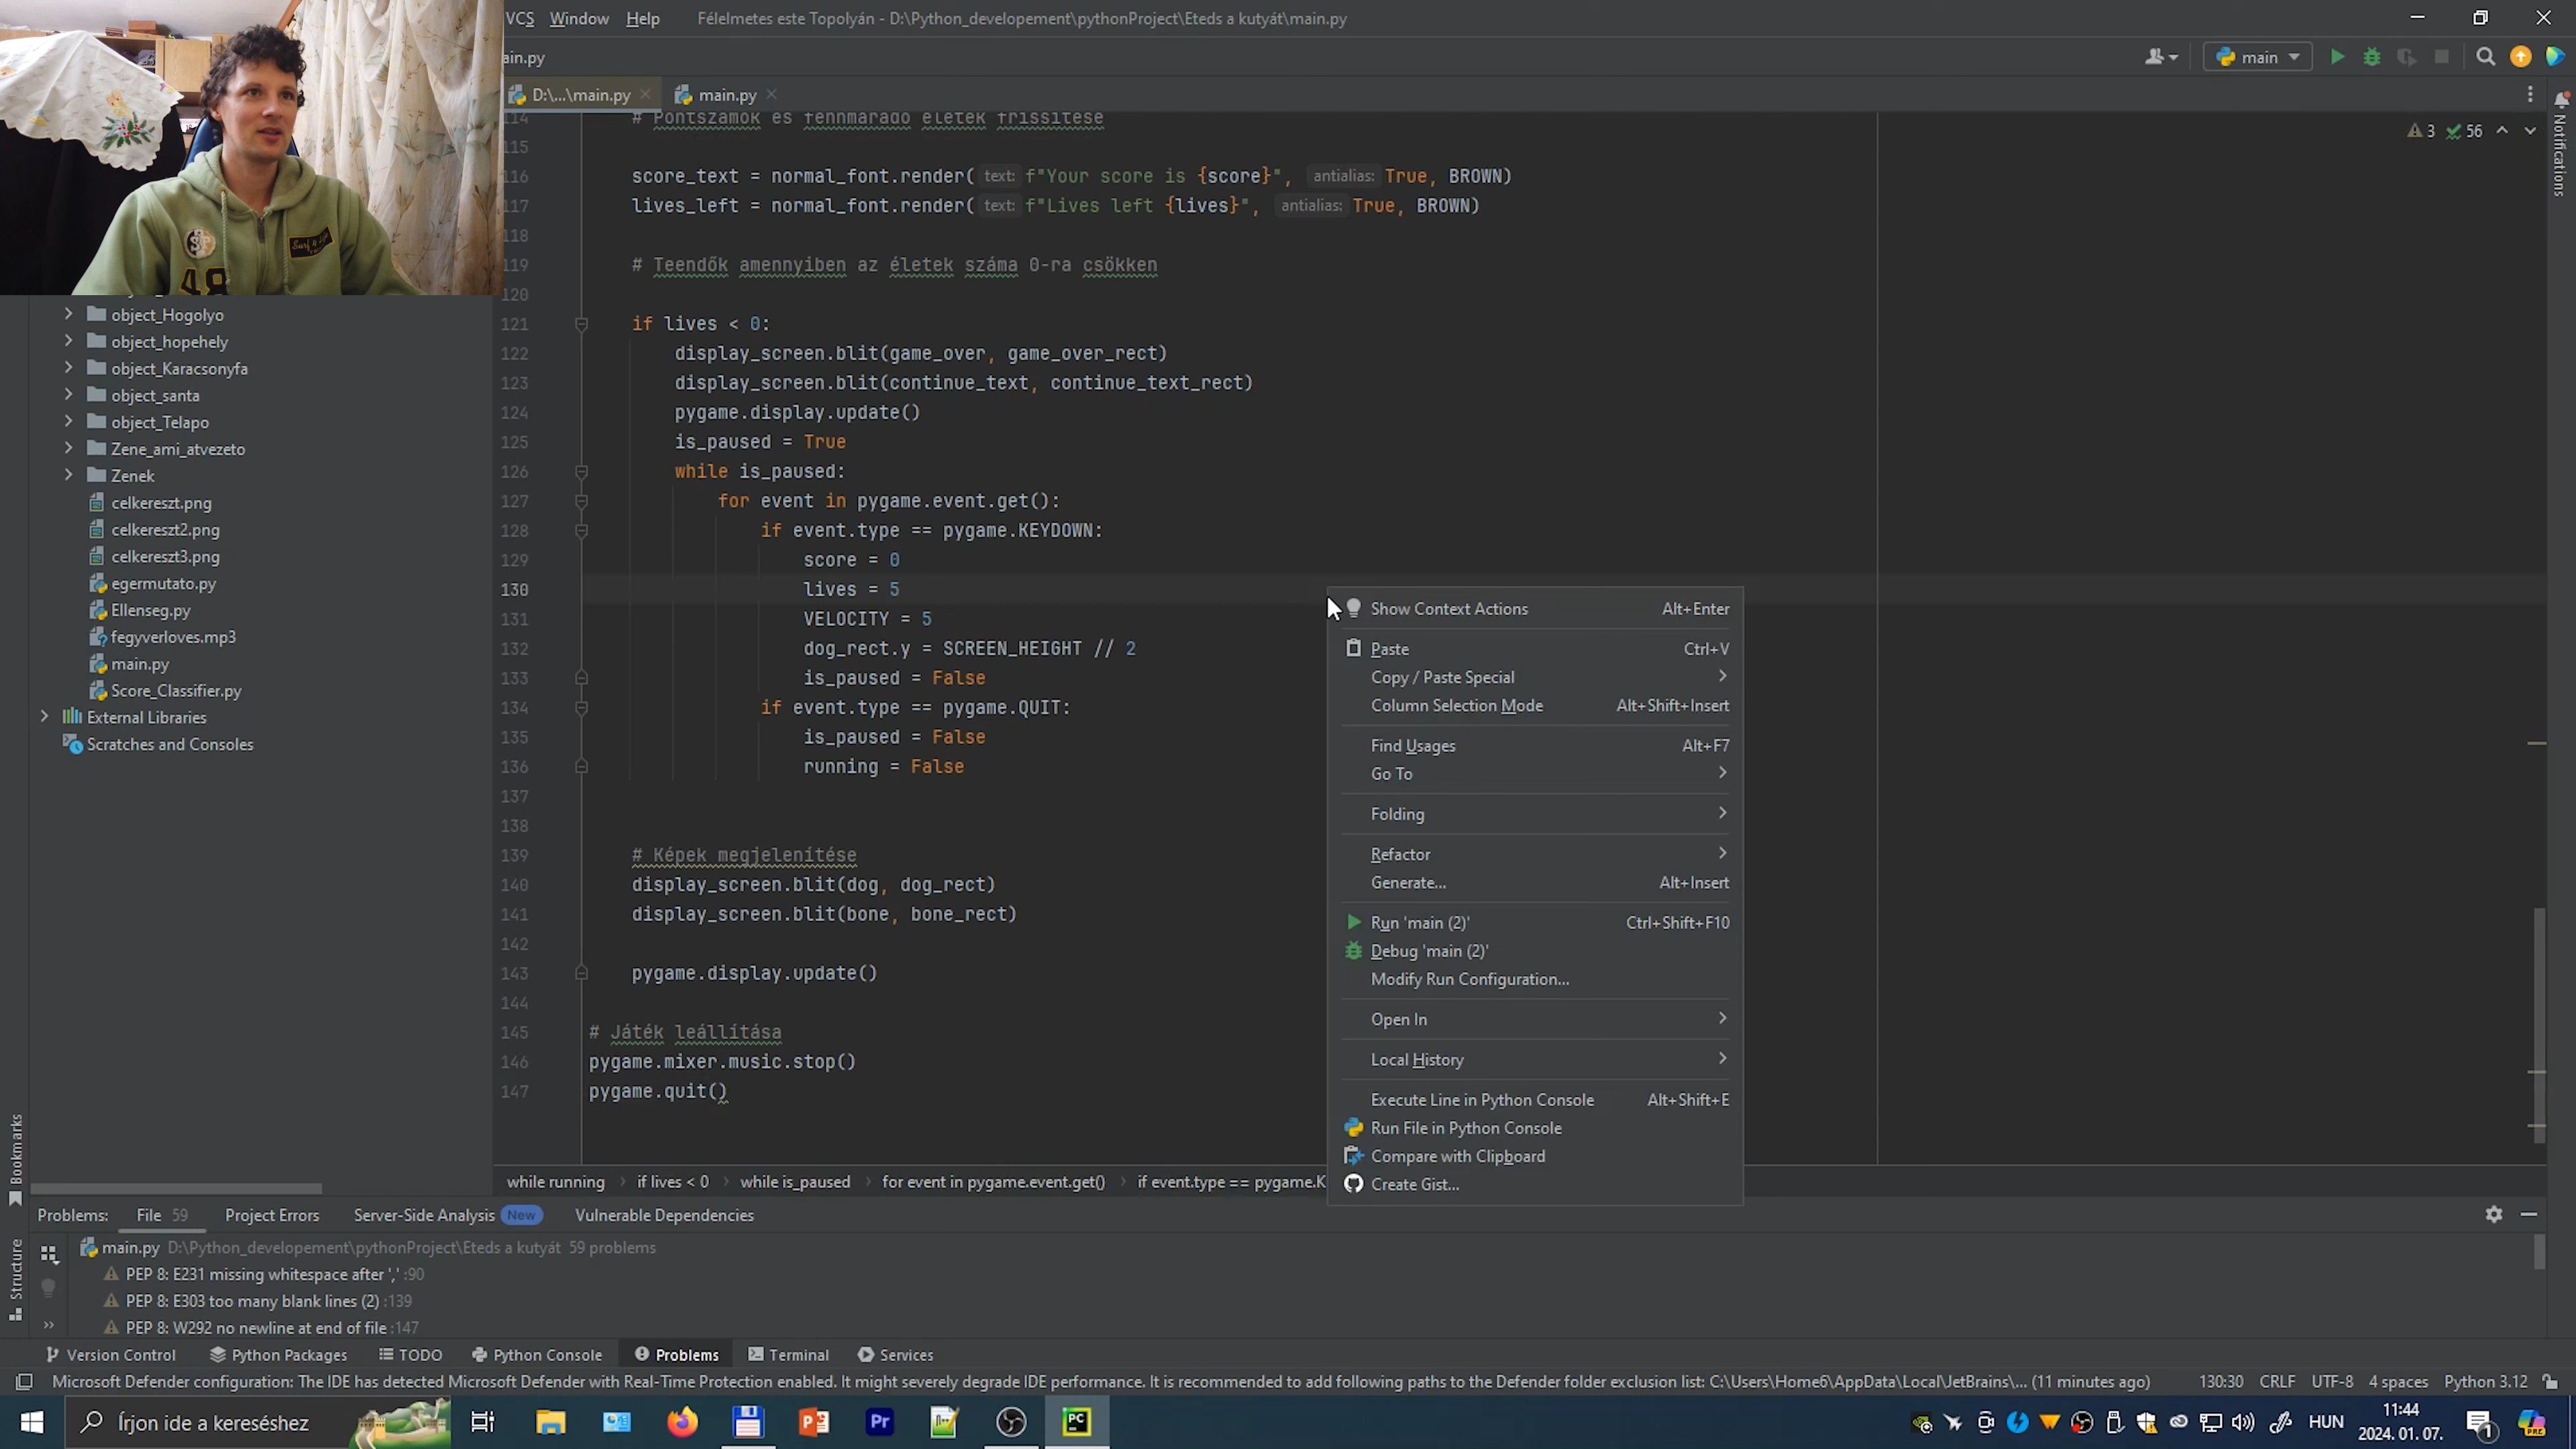 VCS Window Help Félelmetes este Topolyán - D:\Python_developement\pythonProject\Eteds a kutyát\main.py
ain.py
main
D:\...\main.py
main.py
Notifications
3 56
114 # Pontszámok és fennmaradó életek frissítése
115
116 score_text = normal_font.render( text: f"Your score is {score}", antialias: True, BROWN)
117 lives_left = normal_font.render( text: f"Lives left {lives}", antialias: True, BROWN)
118
119 # Teendők amennyiben az életek száma 0-ra csökken
120
121 if lives < 0:
122 display_screen.blit(game_over, game_over_rect)
123 display_screen.blit(continue_text, continue_text_rect)
124 pygame.display.update()
125 is_paused = True
126 while is_paused:
127 for event in pygame.event.get():
128 if event.type == pygame.KEYDOWN:
129 score = 0
130 lives = 5
131 VELOCITY = 5
132 dog_rect.y = SCREEN_HEIGHT // 2
133 is_paused = False
134 if event.type == pygame.QUIT:
135 is_paused = False
136 running = False
137
138
139 # Képek megjelenítése
140 display_screen.blit(dog, dog_rect)
141 display_screen.blit(bone, bone_rect)
142
143 pygame.display.update()
144
145 # Játék leállítása
146 pygame.mixer.music.stop()
147 pygame.quit()
SP
Surf
48
object_Hogolyo
object_hopehely
object_Karacsonyfa
object_santa
object_Telapo
Zene_ami_atvezeto
Zenek
celkereszt.png
celkereszt2.png
celkereszt3.png
egermutato.py
Ellenseg.py
fegyverloves.mp3
main.py
Score_Classifier.py
External Libraries
Scratches and Consoles
Show Context Actions Alt+Enter
Paste Ctrl+V
Copy / Paste Special
Column Selection Mode Alt+Shift+Insert
Find Usages Alt+F7
Go To
Folding
Refactor
Generate... Alt+Insert
Run 'main (2)' Ctrl+Shift+F10
Debug 'main (2)'
Modify Run Configuration...
Open In
Local History
Execute Line in Python Console Alt+Shift+E
Run File in Python Console
Compare with Clipboard
Create Gist...
Bookmarks
Structure
while running if lives < 0 while is_paused for event in pygame.event.get() if event.type == pygame.K
Problems: File 59 Project Errors Server-Side Analysis New Vulnerable Dependencies
main.py D:\Python_developement\pythonProject\Eteds a kutyát 59 problems
PEP 8: E231 missing whitespace after ',' :90
PEP 8: E303 too many blank lines (2) :139
PEP 8: W292 no newline at end of file :147
Version Control Python Packages TODO Python Console Problems Terminal Services
Microsoft Defender configuration: The IDE has detected Microsoft Defender with Real-Time Protection enabled. It might severely degrade IDE performance. It is recommended to add following paths to the Defender folder exclusion list: C:\Users\Home6\AppData\Local\JetBrains\... (11 minutes ago) 130:30 CRLF UTF-8 4 spaces Python 3.12
Írjon ide a kereséshez
Pr
PC
HUN
11:44
2024. 01. 07.
1
PRE